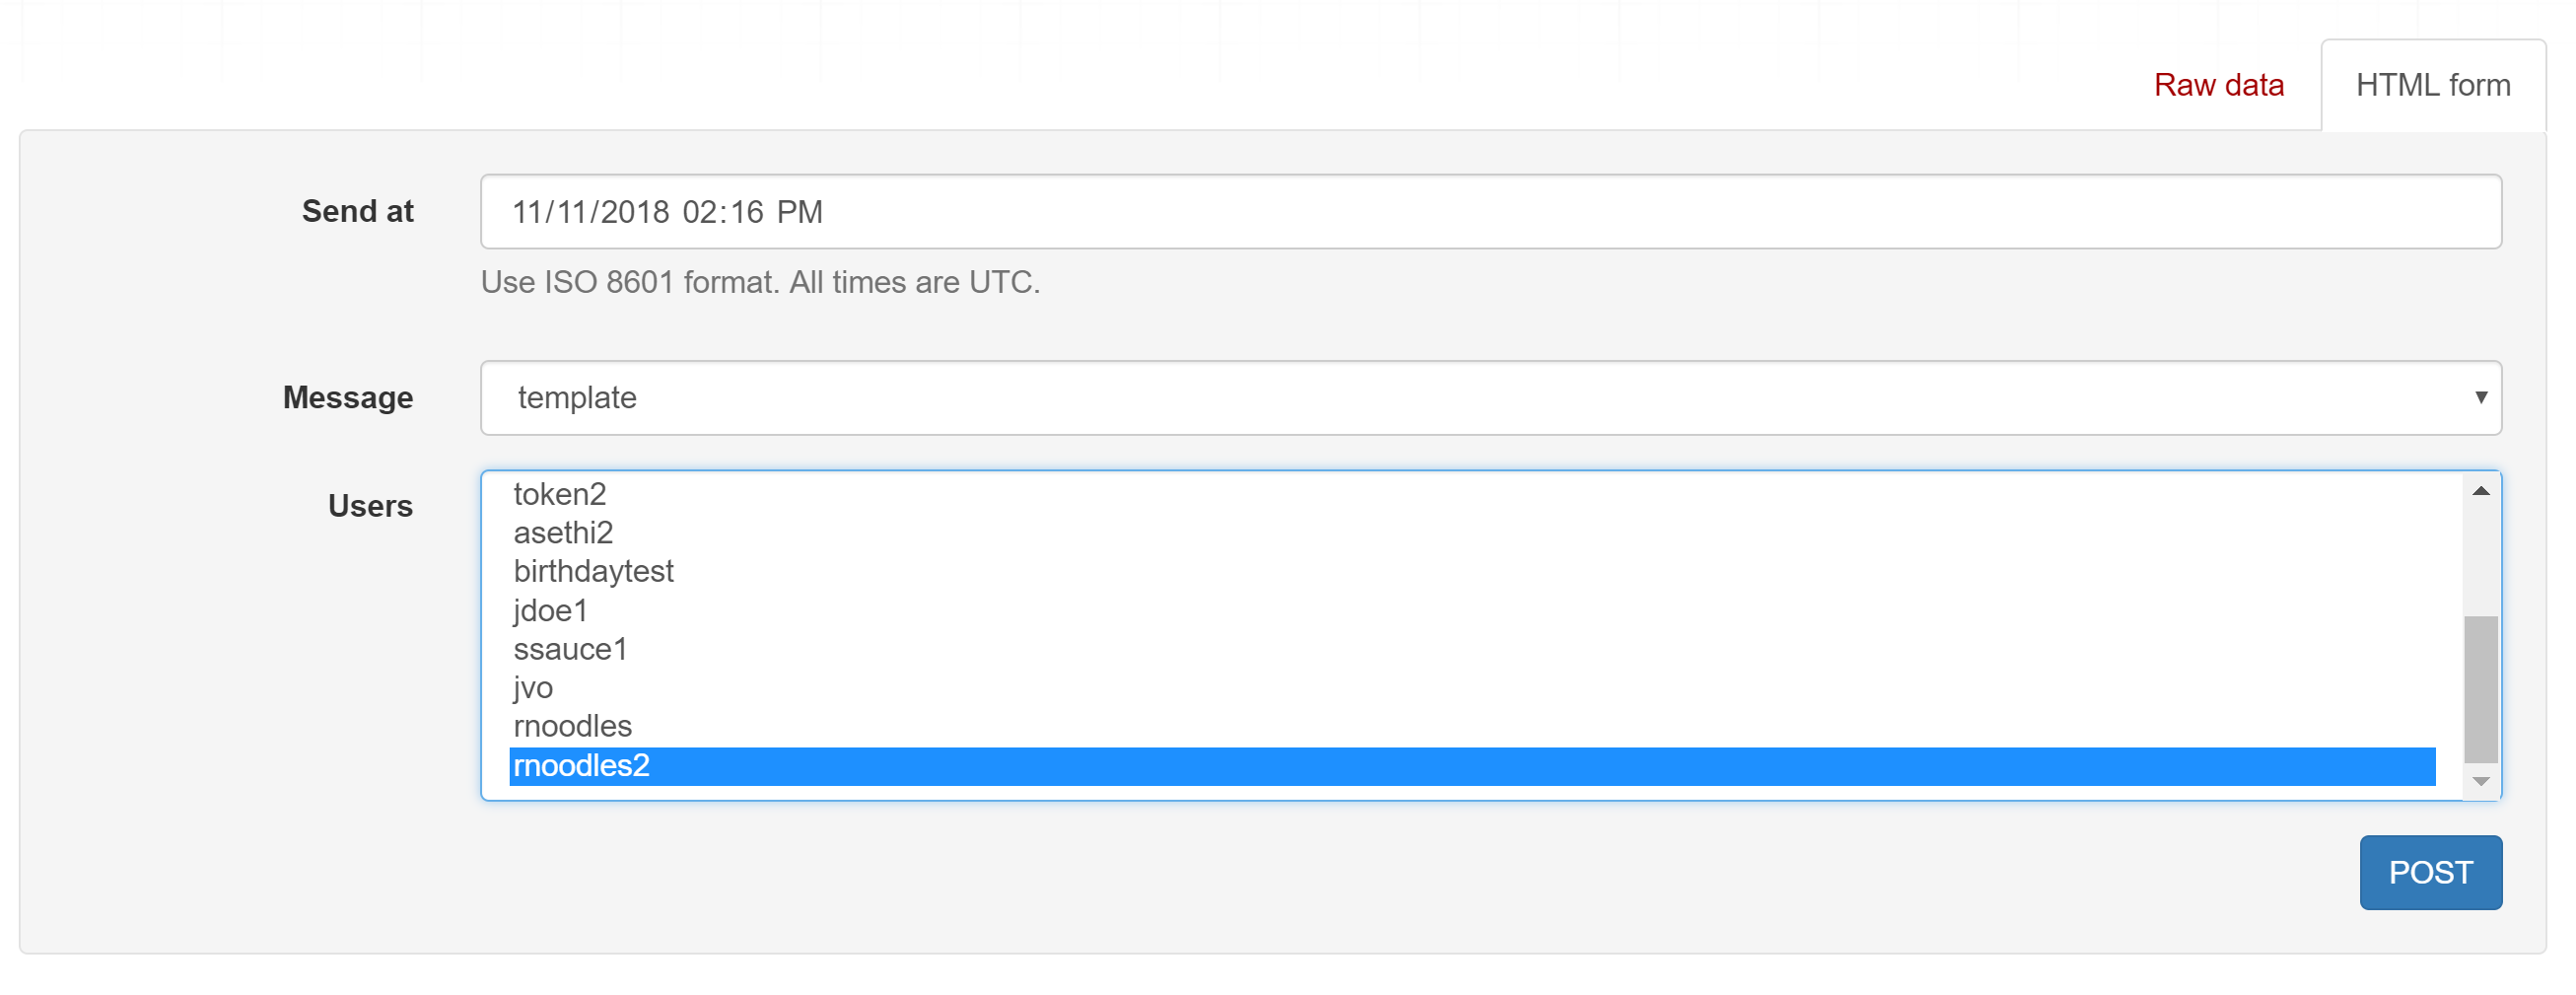 Raw data
HTML form
Send at
11/11/2018 02:16 PM
Use ISO 8601 format. All times are UTC.
Message
template
Users
token2
asethi2
birthdaytest
jdoe1
ssauce1
jvo
rnoodles
rnoodles2
POST